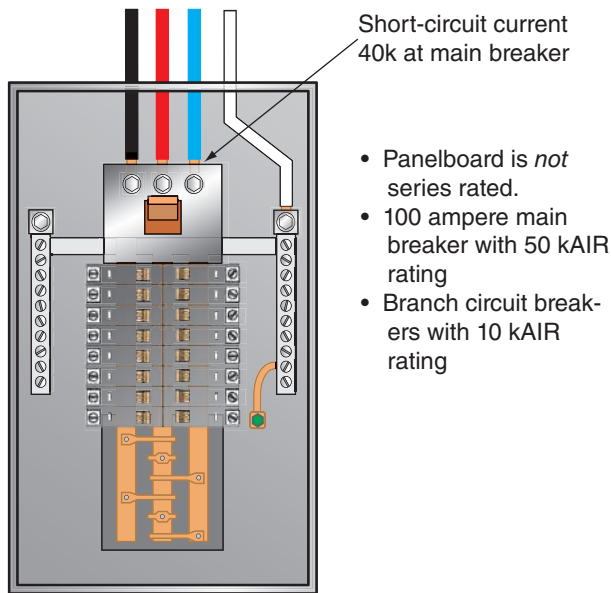 Short-circuit current
40k at main breaker
• Panelboard is not
series rated.
• 100 ampere main
breaker with 50 kAIR
rating
• Branch circuit break-
ers with 10 kAIR
rating